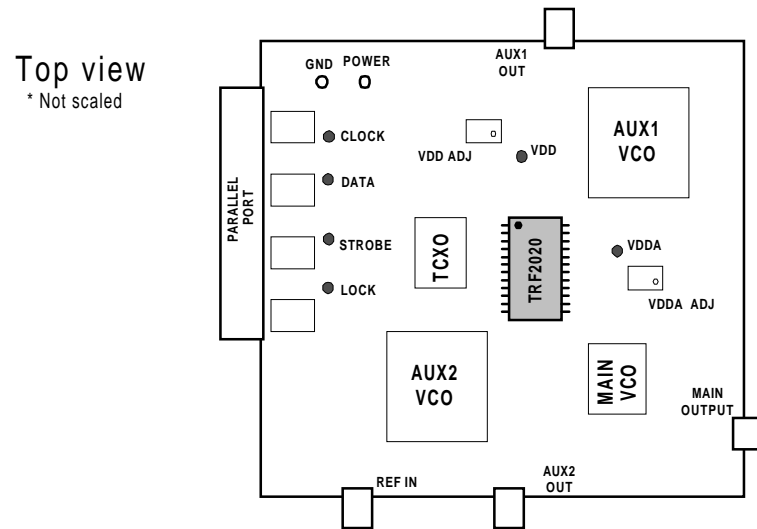 Top view
* Not scaled
GND
POWER
AUX1
OUT
CLOCK
DATA
STROBE
LOCK
PARALLEL
PORT
VDD ADJ
VDD
AUX1
VCO
TCXO
TRF2020
VDDA
VDDA ADJ
AUX2
VCO
MAIN
VCO
MAIN
OUTPUT
REF IN
AUX2
OUT